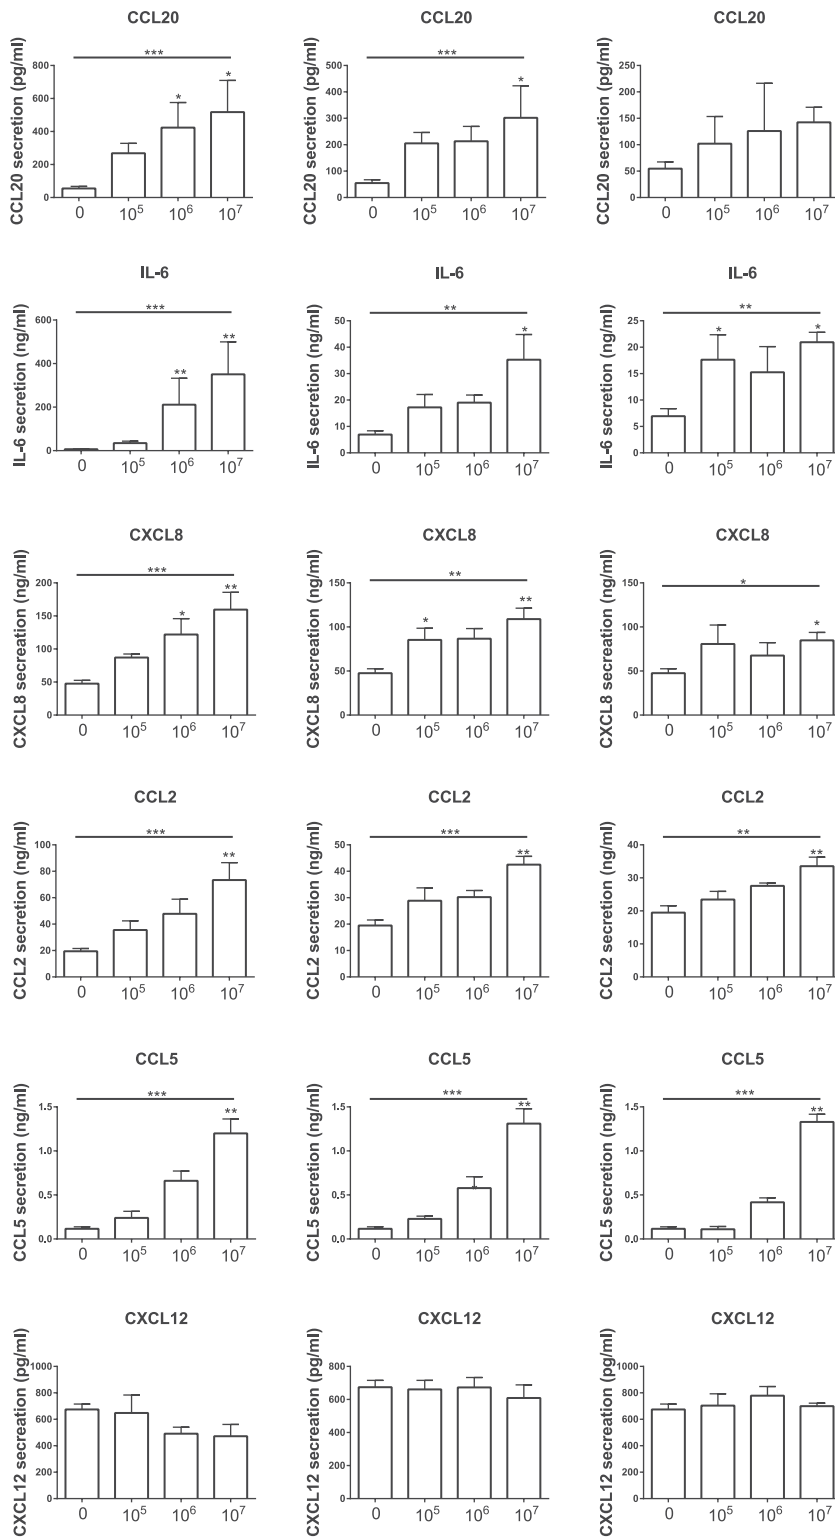 CCL20 CCL20 CCL20
CCL20 secretion (pg/ml) CCL20 secretion (pg/ml) CCL20 secretion (pg/ml)
*** ***
800 500 250
600 400 200
400 300 150
200 200 100
0 100 50
0 0
* * *
0 10⁵ 10⁶ 10⁷ 0 10⁵ 10⁶ 10⁷ 0 10⁵ 10⁶ 10⁷
IL-6 IL-6 IL-6
IL-6 secretion (ng/ml) IL-6 secretion (ng/ml) IL-6 secretion (ng/ml)
*** ** **
600 50 25
400 40 20
200 30 15
0 20 10
10 5
0 0
** ** * * *
0 10⁵ 10⁶ 10⁷ 0 10⁵ 10⁶ 10⁷ 0 10⁵ 10⁶ 10⁷
CXCL8 CXCL8 CXCL8
CXCL8 secreation (ng/ml) CXCL8 secreation (ng/ml) CXCL8 secreation (ng/ml)
*** ** *
200 150 150
150 100 100
100 50 50
50 0 0
0
* ** * ** *
0 10⁵ 10⁶ 10⁷ 0 10⁵ 10⁶ 10⁷ 0 10⁵ 10⁶ 10⁷
CCL2 CCL2 CCL2
CCL2 secretion (ng/ml) CCL2 secretion (ng/ml) CCL2 secretion (ng/ml)
*** *** **
100 50 40
80 40 30
60 30 20
40 20 10
20 10 0
0 0
** ** **
0 10⁵ 10⁶ 10⁷ 0 10⁵ 10⁶ 10⁷ 0 10⁵ 10⁶ 10⁷
CCL5 CCL5 CCL5
CCL5 secretion (ng/ml) CCL5 secretion (ng/ml) CCL5 secretion (ng/ml)
*** *** ***
1.5 1.5 1.5
1.0 1.0 1.0
0.5 0.5 0.5
0.0 0.0 0.0
** ** **
0 10⁵ 10⁶ 10⁷ 0 10⁵ 10⁶ 10⁷ 0 10⁵ 10⁶ 10⁷
CXCL12 CXCL12 CXCL12
CXCL12 secreation (pg/ml) CXCL12 secreation (pg/ml) CXCL12 secreation (pg/ml)
1000 800 1000
800 600 800
600 400 600
400 200 400
200 0 200
0 0
0 10⁵ 10⁶ 10⁷ 0 10⁵ 10⁶ 10⁷ 0 10⁵ 10⁶ 10⁷